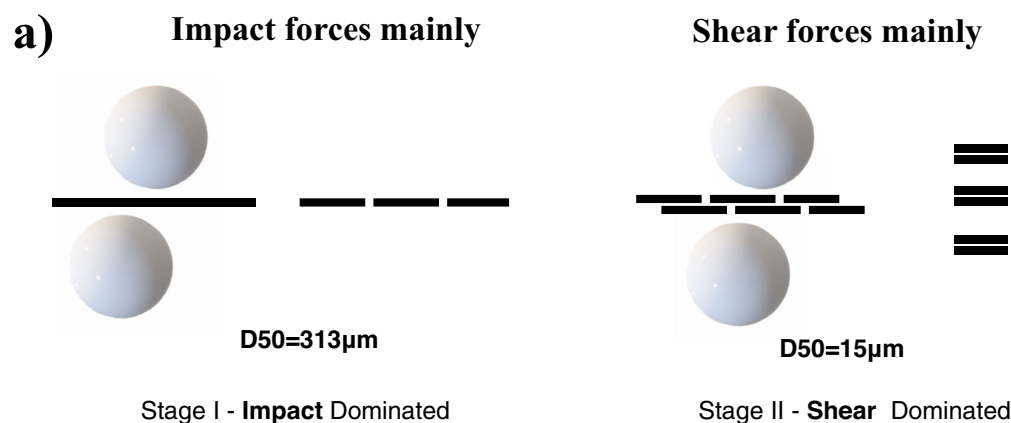 a)
Impact forces mainly
Shear forces mainly
D50=313µm
D50=15µm
Stage I - Impact Dominated
Stage II - Shear Dominated